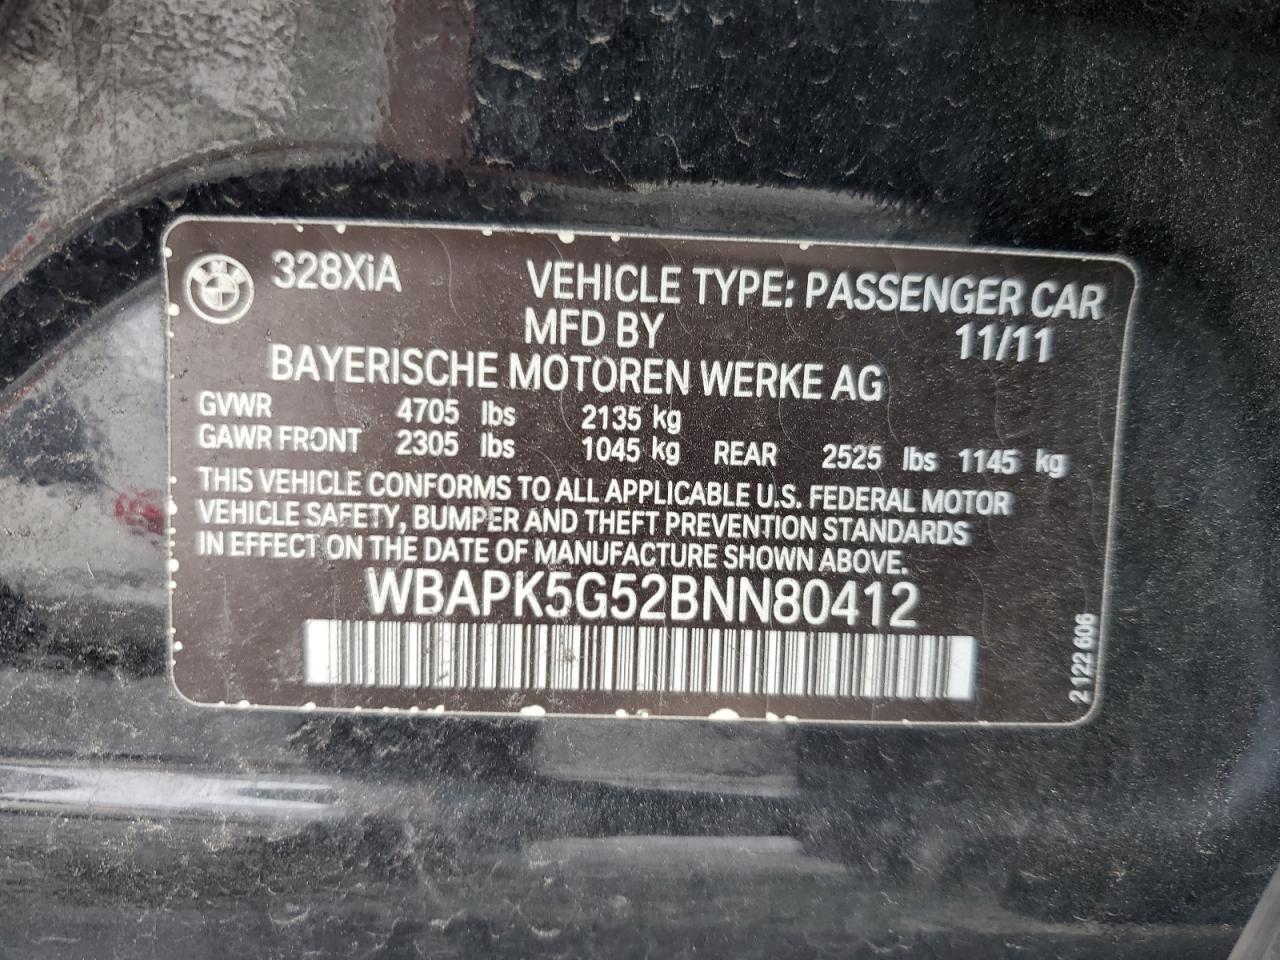 328XiA VEHICLE TYPE: PASSENGER CAR
MFD BY 11/11
BAYERISCHE MOTOREN WERKE AG
GVWR 4705 lbs 2135 kg
GAWR FRONT 2305 lbs 1045 kg REAR 2525 lbs 1145 kg
THIS VEHICLE CONFORMS TO ALL APPLICABLE U.S. FEDERAL MOTOR
VEHICLE SAFETY, BUMPER AND THEFT PREVENTION STANDARDS
IN EFFECT ON THE DATE OF MANUFACTURE SHOWN ABOVE.
WBAPK5G52BNN80412
2122 606